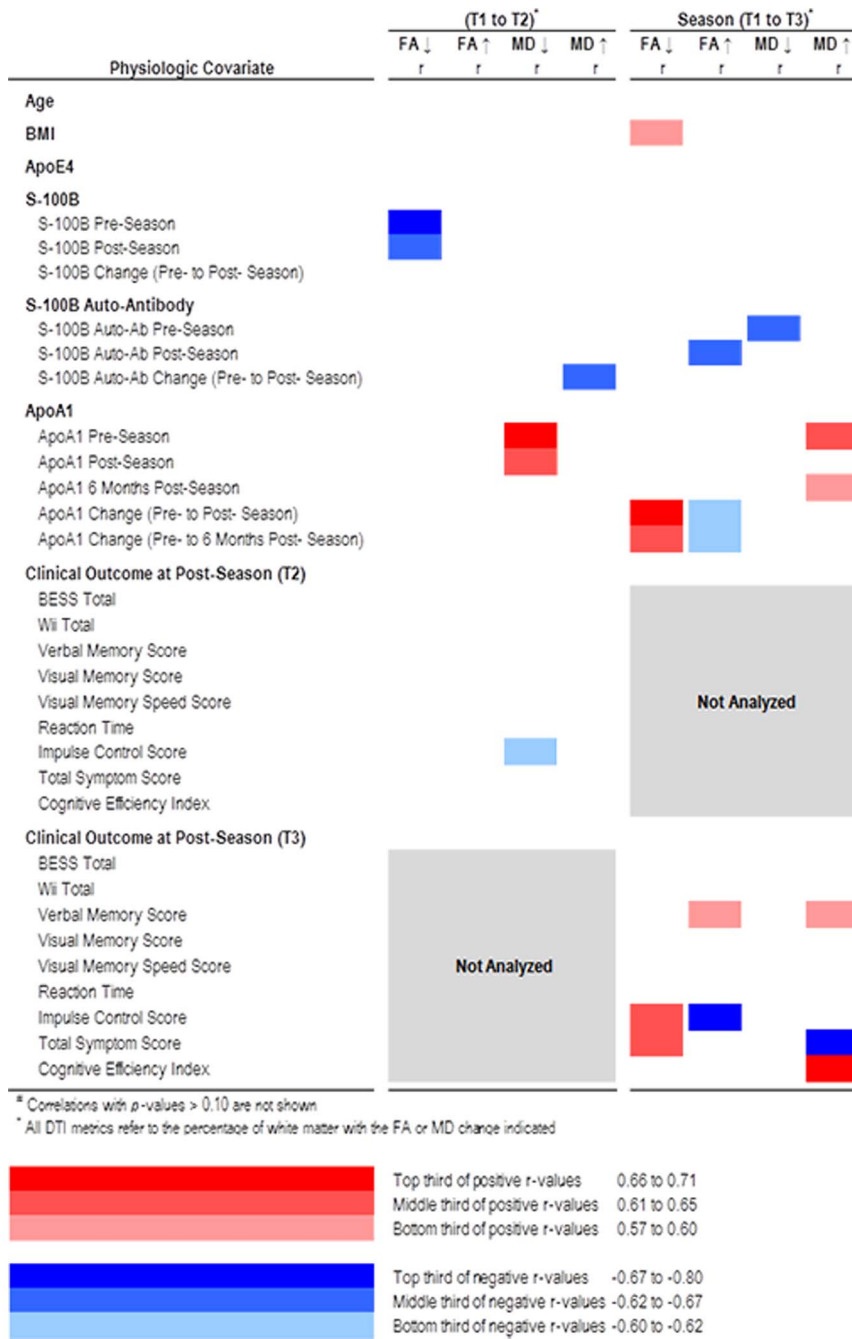 (T1 to T2)* Season (T1 to T3)*
FA ↓ FA ↑ MD ↓ MD ↑ FA ↓ FA ↑ MD ↓ MD ↑
Physiologic Covariate r r r r r r r r
Age
BMI
ApoE4
S-100B
S-100B Pre-Season
S-100B Post-Season
S-100B Change (Pre- to Post- Season)
S-100B Auto-Antibody
S-100B Auto-Ab Pre-Season
S-100B Auto-Ab Post-Season
S-100B Auto-Ab Change (Pre- to Post- Season)
ApoA1
ApoA1 Pre-Season
ApoA1 Post-Season
ApoA1 6 Months Post-Season
ApoA1 Change (Pre- to Post- Season)
ApoA1 Change (Pre- to 6 Months Post- Season)
Clinical Outcome at Post-Season (T2)
BESS Total
Wii Total
Verbal Memory Score
Visual Memory Score
Visual Memory Speed Score Not Analyzed
Reaction Time
Impulse Control Score
Total Symptom Score
Cognitive Efficiency Index
Clinical Outcome at Post-Season (T3)
BESS Total
Wii Total
Verbal Memory Score
Visual Memory Score
Visual Memory Speed Score Not Analyzed
Reaction Time
Impulse Control Score
Total Symptom Score
Cognitive Efficiency Index
# Correlations with p-values > 0.10 are not shown
* All DTI metrics refer to the percentage of white matter with the FA or MD change indicated
Top third of positive r-values 0.66 to 0.71
Middle third of positive r-values 0.61 to 0.65
Bottom third of positive r-values 0.57 to 0.60
Top third of negative r-values -0.67 to -0.80
Middle third of negative r-values -0.62 to -0.67
Bottom third of negative r-values -0.60 to -0.62